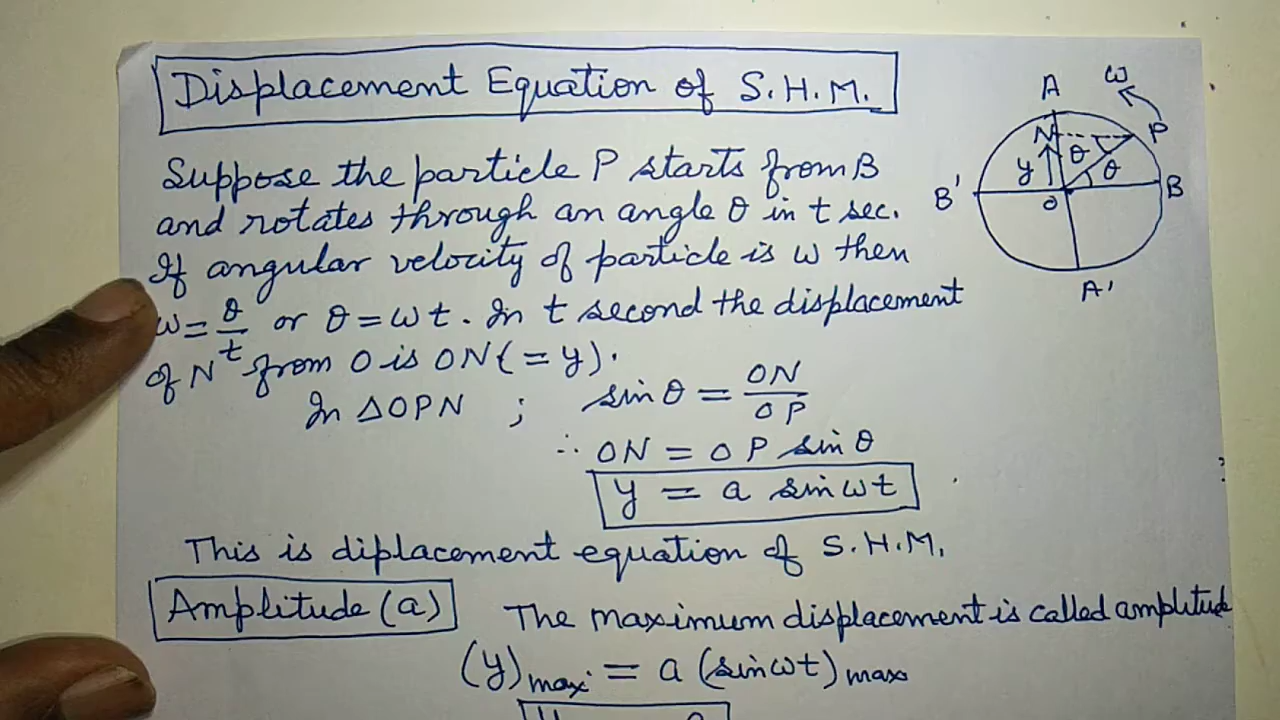 Displacement Equation of S.H.M.
Suppose the particle P starts from B
and rotates through an angle θ in t sec.
If angular velocity of particle is ω then
ω = θ/t or θ = ωt. In t second the displacement
of N from O is ON (= y).
In ΔOPN ; sin θ = ON/OP
∴ ON = OP sin θ
y = a sin ωt
This is diplacement equation of S.H.M.
Amplitude (a) The maximum displacement is called amplitude
(y)max = a (sin ωt) max
A ω
N P
y θ θ
B' O B
A'